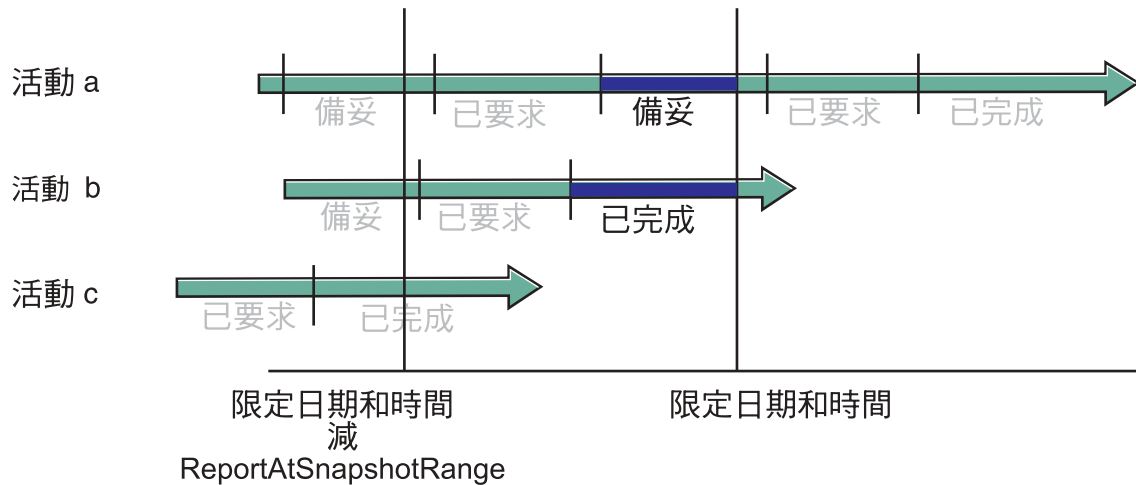 活動 a
備妥 已要求 備妥 已要求 已完成
活動 b
備妥 已要求 已完成
活動 c
已要求 已完成
限定日期和時間
減
ReportAtSnapshotRange
限定日期和時間